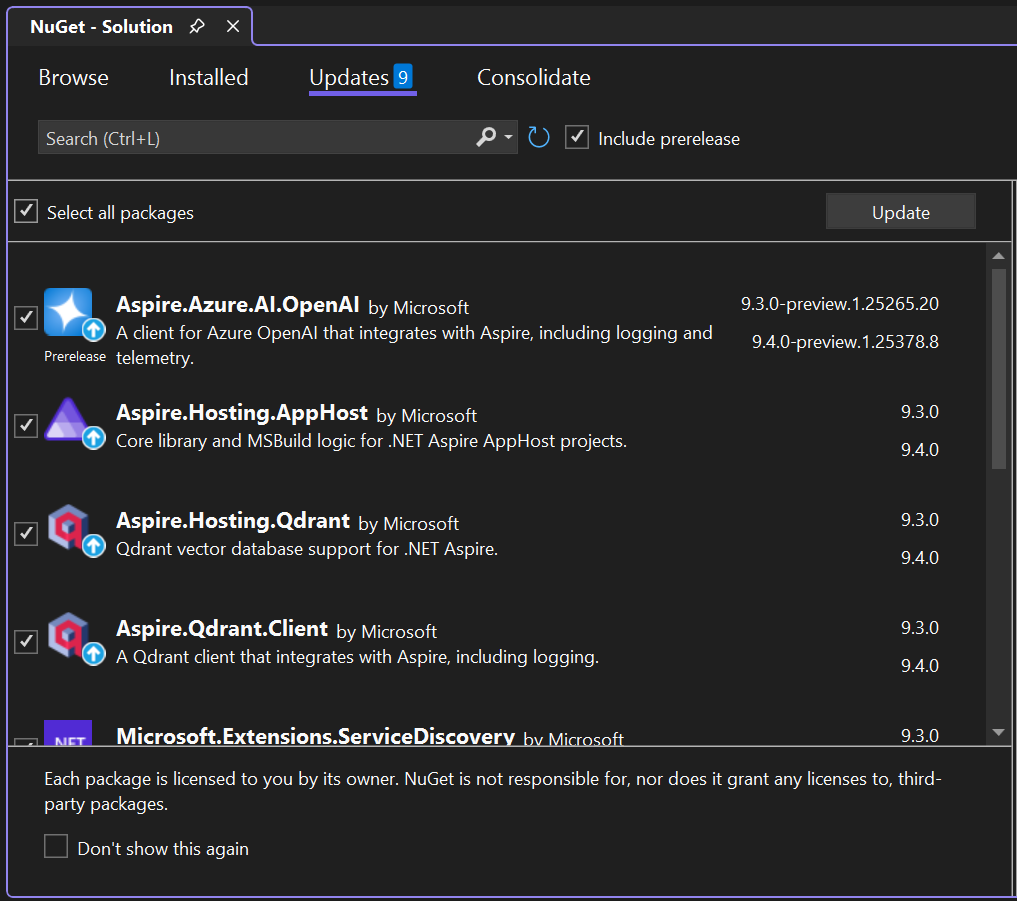 NuGet - Solution
Browse Installed Updates 9 Consolidate
Search (Ctrl+L) Include prerelease
Select all packages Update
Aspire.Azure.AI.OpenAI by Microsoft 9.3.0-preview.1.25265.20
A client for Azure OpenAI that integrates with Aspire, including logging and
9.4.0-preview.1.25378.8
Prerelease telemetry.
Aspire.Hosting.AppHost by Microsoft 9.3.0
Core library and MSBuild logic for .NET Aspire AppHost projects.
9.4.0
Aspire.Hosting.Qdrant by Microsoft 9.3.0
Qdrant vector database support for .NET Aspire.
9.4.0
Aspire.Qdrant.Client by Microsoft 9.3.0
A Qdrant client that integrates with Aspire, including logging.
9.4.0
.NET Microsoft.Extensions.ServiceDiscovery by Microsoft 9.3.0
Each package is licensed to you by its owner. NuGet is not responsible for, nor does it grant any licenses to, third-
party packages.
Don't show this again